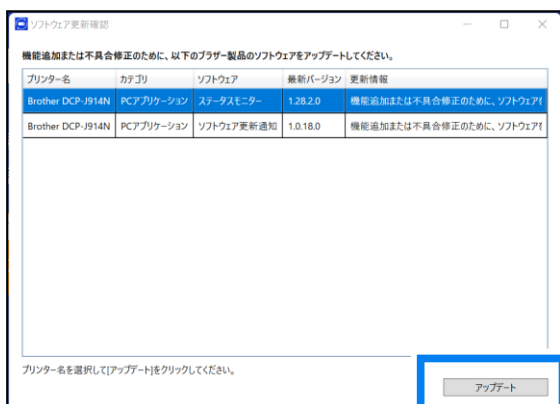 ソフトウェア更新確認
機能追加または不具合修正のために、以下のブラザー製品のソフトウェアをアップデートしてください。
プリンター名 カテゴリ ソフトウェア 最新バージョン 更新情報
Brother DCP-J914N PCアプリケーション ステータスモニター 1.28.2.0 機能追加または不具合修正のために、ソフトウェアを
Brother DCP-J914N PCアプリケーション ソフトウェア更新通知 1.0.18.0 機能追加または不具合修正のために、ソフトウェアを
プリンター名を選択して[アップデート]をクリックしてください。
アップデート